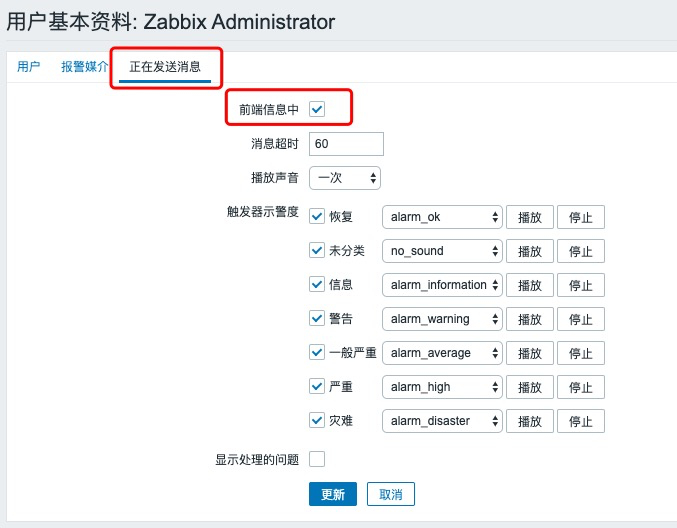 用户基本资料: Zabbix Administrator
用户 报警媒介 正在发送消息
前端信息中
消息超时 60
播放声音 一次
触发器示警度 恢复 alarm_ok 播放 停止
未分类 no_sound 播放 停止
信息 alarm_information 播放 停止
警告 alarm_warning 播放 停止
一般严重 alarm_average 播放 停止
严重 alarm_high 播放 停止
灾难 alarm_disaster 播放 停止
显示处理的问题
更新 取消